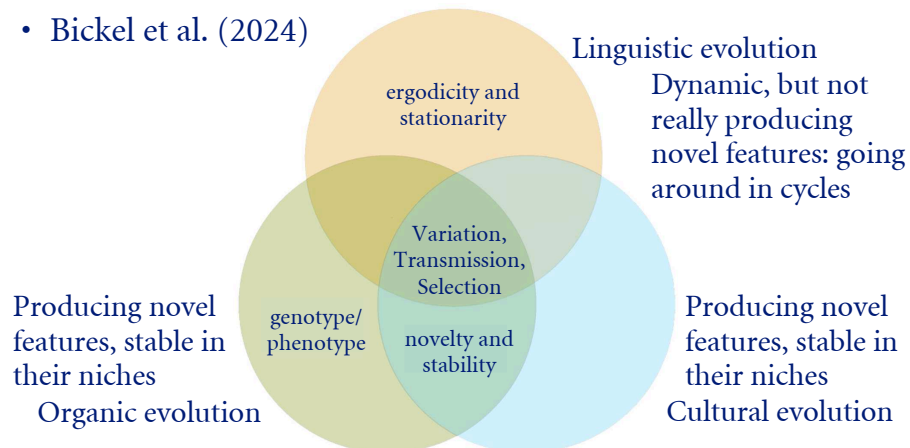 • Bickel et al. (2024)
Linguistic evolution
Dynamic, but not
really producing
novel features: going
around in cycles
ergodicity and
stationarity
Variation,
Transmission,
Selection
genotype/
phenotype
novelty and
stability
Producing novel
features, stable in
their niches
Organic evolution
Producing novel
features, stable in
their niches
Cultural evolution